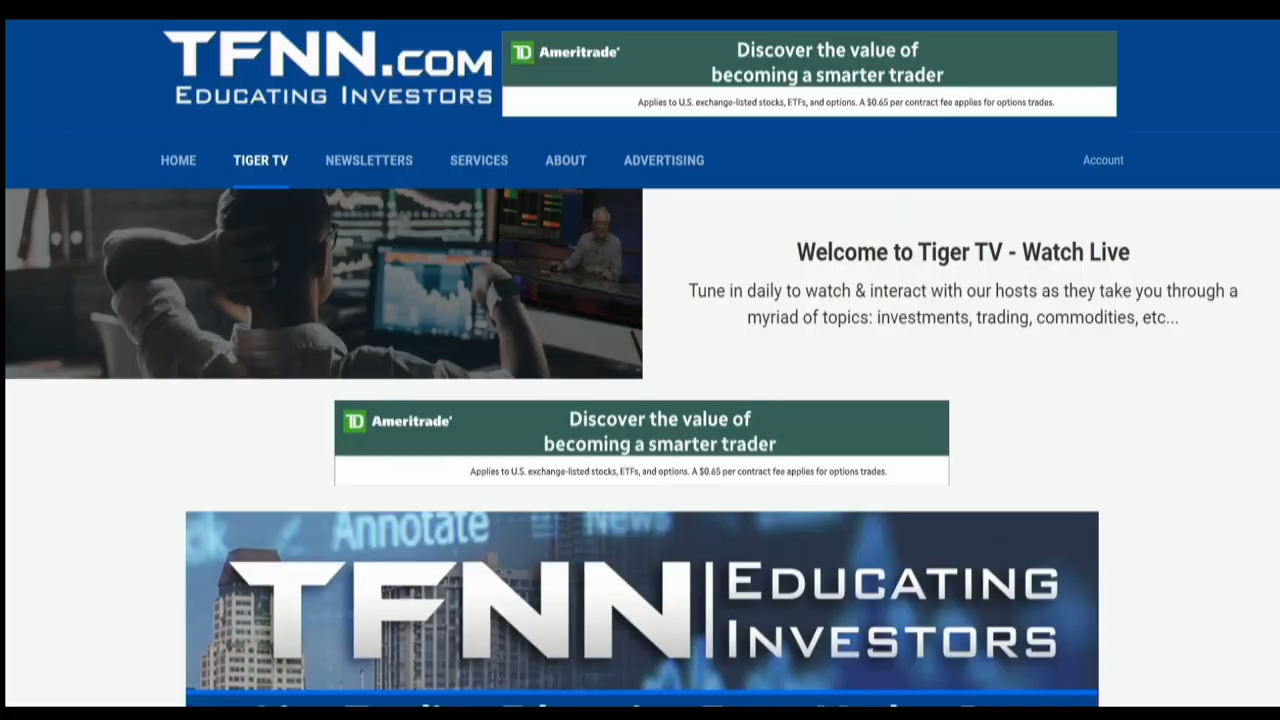 TFNN.COM
EDUCATING INVESTORS
TD Ameritrade
Discover the value of
becoming a smarter trader
Applies to U.S. exchange-listed stocks, ETFs, and options. A $0.65 per contract fee applies for options trades.
HOME TIGER TV NEWSLETTERS SERVICES ABOUT ADVERTISING Account
Welcome to Tiger TV - Watch Live
Tune in daily to watch & interact with our hosts as they take you through a
myriad of topics: investments, trading, commodities, etc...
TD Ameritrade
Discover the value of
becoming a smarter trader
Applies to U.S. exchange-listed stocks, ETFs, and options. A $0.65 per contract fee applies for options trades.
Annotate News
TFNN EDUCATING
INVESTORS